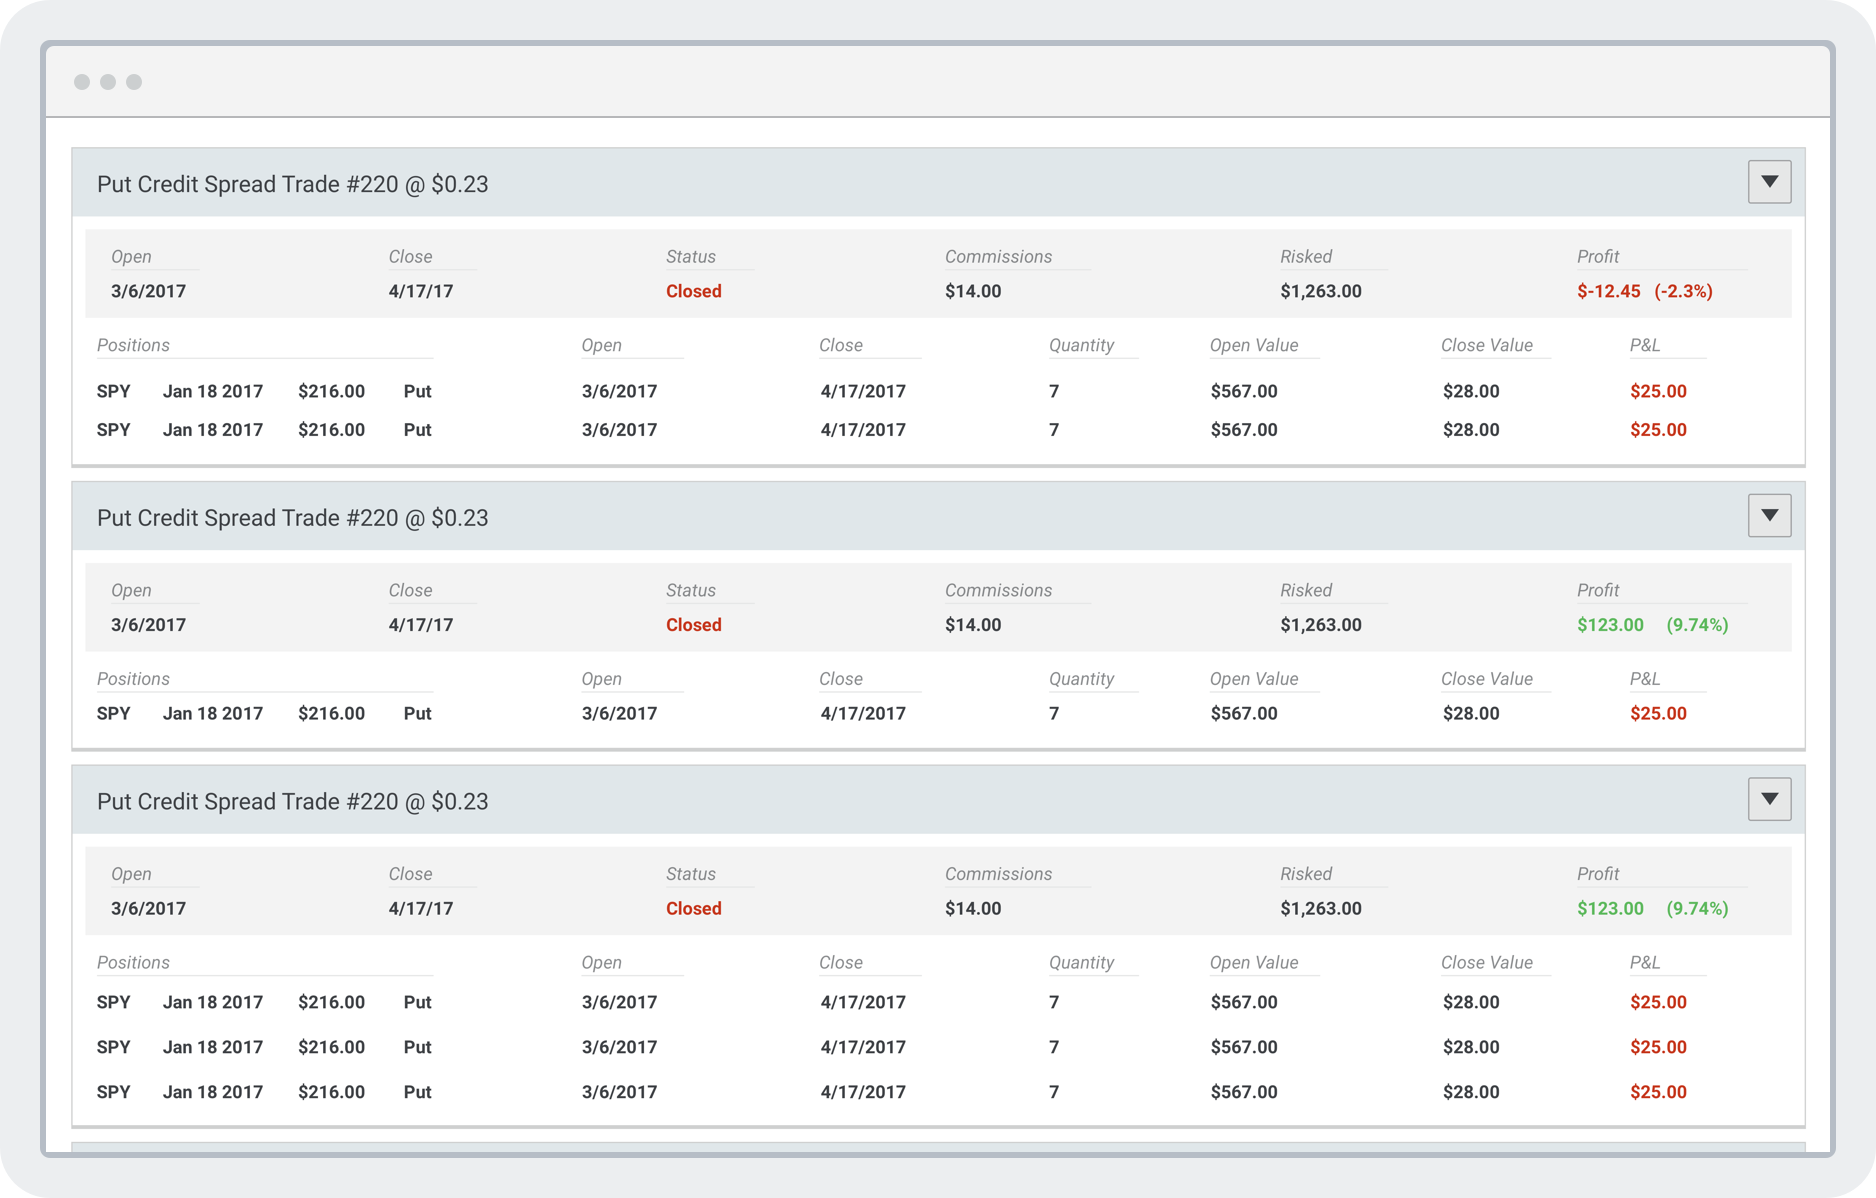 Put Credit Spread Trade #220 @ $0.23
Open Close Status Commissions Risked Profit
3/6/2017 4/17/17 Closed $14.00 $1,263.00 $-12.45 (-2.3%)
Positions Open Close Quantity Open Value Close Value P&L
SPY Jan 18 2017 $216.00 Put 3/6/2017 4/17/2017 7 $567.00 $28.00 $25.00
SPY Jan 18 2017 $216.00 Put 3/6/2017 4/17/2017 7 $567.00 $28.00 $25.00
Put Credit Spread Trade #220 @ $0.23
Open Close Status Commissions Risked Profit
3/6/2017 4/17/17 Closed $14.00 $1,263.00 $123.00 (9.74%)
Positions Open Close Quantity Open Value Close Value P&L
SPY Jan 18 2017 $216.00 Put 3/6/2017 4/17/2017 7 $567.00 $28.00 $25.00
Put Credit Spread Trade #220 @ $0.23
Open Close Status Commissions Risked Profit
3/6/2017 4/17/17 Closed $14.00 $1,263.00 $123.00 (9.74%)
Positions Open Close Quantity Open Value Close Value P&L
SPY Jan 18 2017 $216.00 Put 3/6/2017 4/17/2017 7 $567.00 $28.00 $25.00
SPY Jan 18 2017 $216.00 Put 3/6/2017 4/17/2017 7 $567.00 $28.00 $25.00
SPY Jan 18 2017 $216.00 Put 3/6/2017 4/17/2017 7 $567.00 $28.00 $25.00